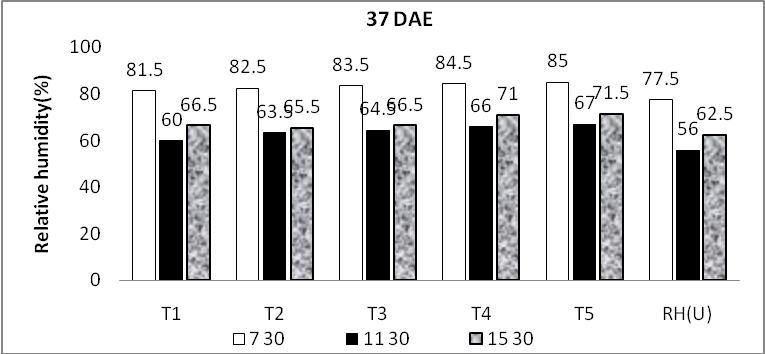 37 DAE
Relative humidity(%)
100
80
60
40
20
0
81.5 60 66.5
82.5 63.5 65.5
83.5 64.5 66.5
84.5 66 71
85 67 71.5
77.5 56 62.5
T1 T2 T3 T4 T5 RH(U)
7 30 11 30 15 30